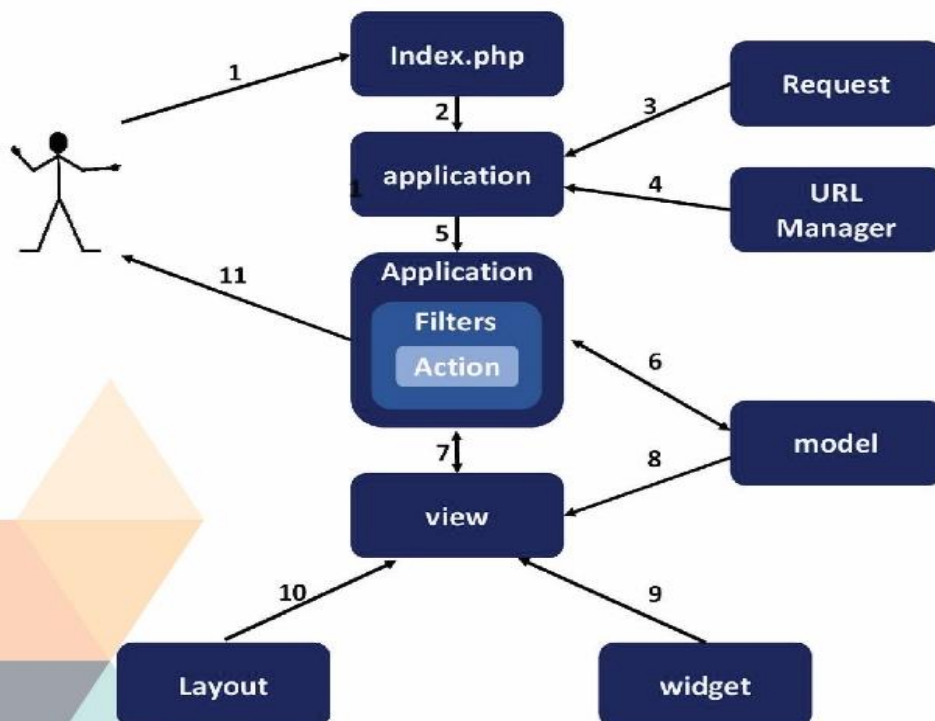 Index.php
1
Request
2
3
application
1
4
URL
Manager
5
Application
11
Filters
Action
6
model
7
8
view
10
9
Layout
widget